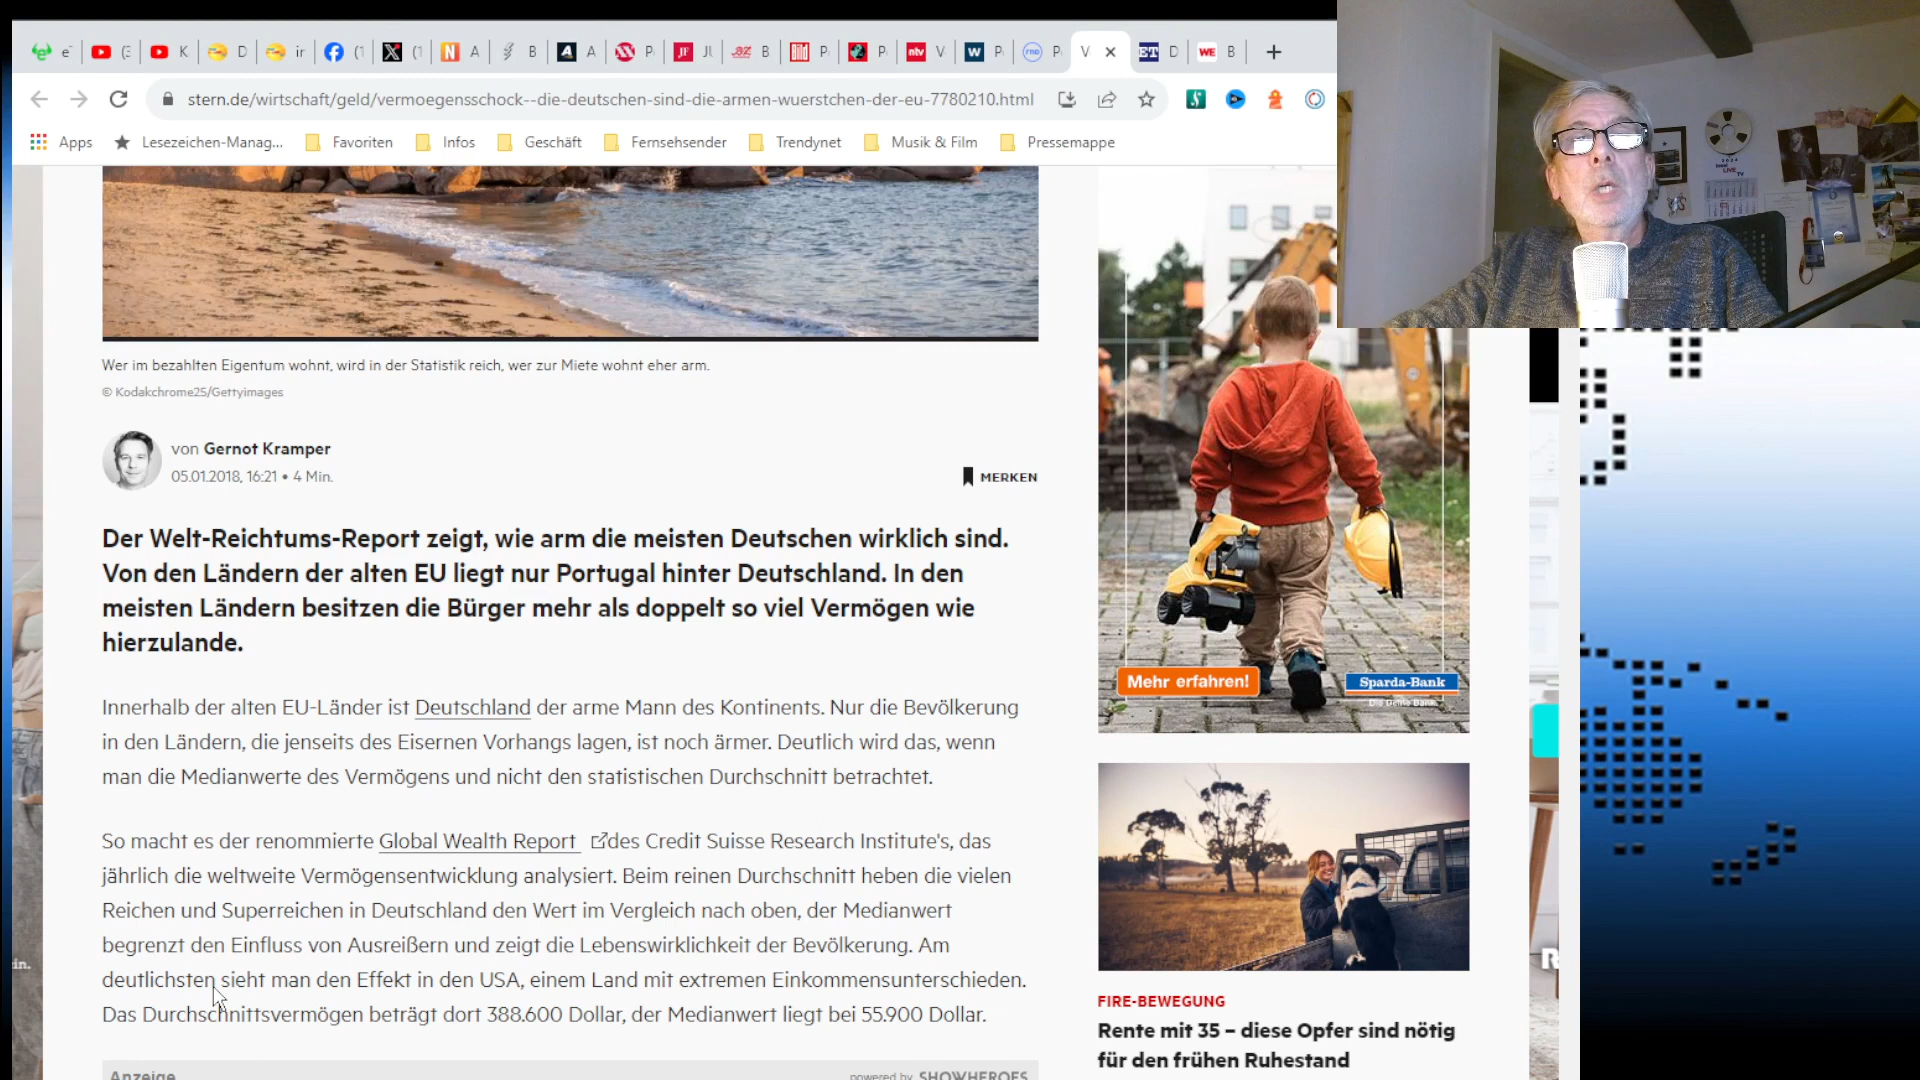 V
stern.de/wirtschaft/geld/vermoegensschock--die-deutschen-sind-die-armen-wuerstchen-der-eu-7780210.html
Apps
Lesezeichen-Manag...
Favoriten
Infos
Geschäft
Fernsehsender
Trendynet
Musik & Film
Pressemappe
Wer im bezahlten Eigentum wohnt, wird in der Statistik reich, wer zur Miete wohnt eher arm.
© Kodakchrome25/Gettyimages
von Gernot Kramper
05.01.2018, 16:21 • 4 Min.
MERKEN
Der Welt-Reichtums-Report zeigt, wie arm die meisten Deutschen wirklich sind.
Von den Ländern der alten EU liegt nur Portugal hinter Deutschland. In den
meisten Ländern besitzen die Bürger mehr als doppelt so viel Vermögen wie
hierzulande.
Innerhalb der alten EU-Länder ist Deutschland der arme Mann des Kontinents. Nur die Bevölkerung
in den Ländern, die jenseits des Eisernen Vorhangs lagen, ist noch ärmer. Deutlich wird das, wenn
man die Medianwerte des Vermögens und nicht den statistischen Durchschnitt betrachtet.
So macht es der renommierte Global Wealth Report des Credit Suisse Research Institute's, das
jährlich die weltweite Vermögensentwicklung analysiert. Beim reinen Durchschnitt heben die vielen
Reichen und Superreichen in Deutschland den Wert im Vergleich nach oben, der Medianwert
begrenzt den Einfluss von Ausreißern und zeigt die Lebenswirklichkeit der Bevölkerung. Am
deutlichsten sieht man den Effekt in den USA, einem Land mit extremen Einkommensunterschieden.
Das Durchschnittsvermögen beträgt dort 388.600 Dollar, der Medianwert liegt bei 55.900 Dollar.
Anzeige
powered by SHOWHEROES
Mehr erfahren!
Sparda-Bank
Die Deine Bank.
FIRE-BEWEGUNG
Rente mit 35 – diese Opfer sind nötig
für den frühen Ruhestand